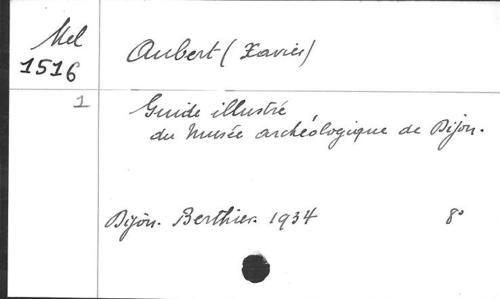 Mel
1516
Aubert (Xavier)
1
Guide illustré
du Musée archéologique de Dijon.
Dijon. Berthier. 1934 8°